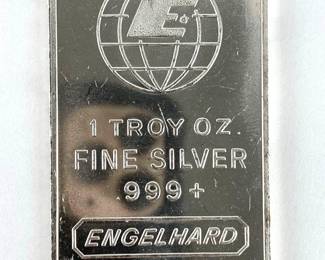 E
1 TROY OZ.
FINE SILVER
.999+
ENGELHARD